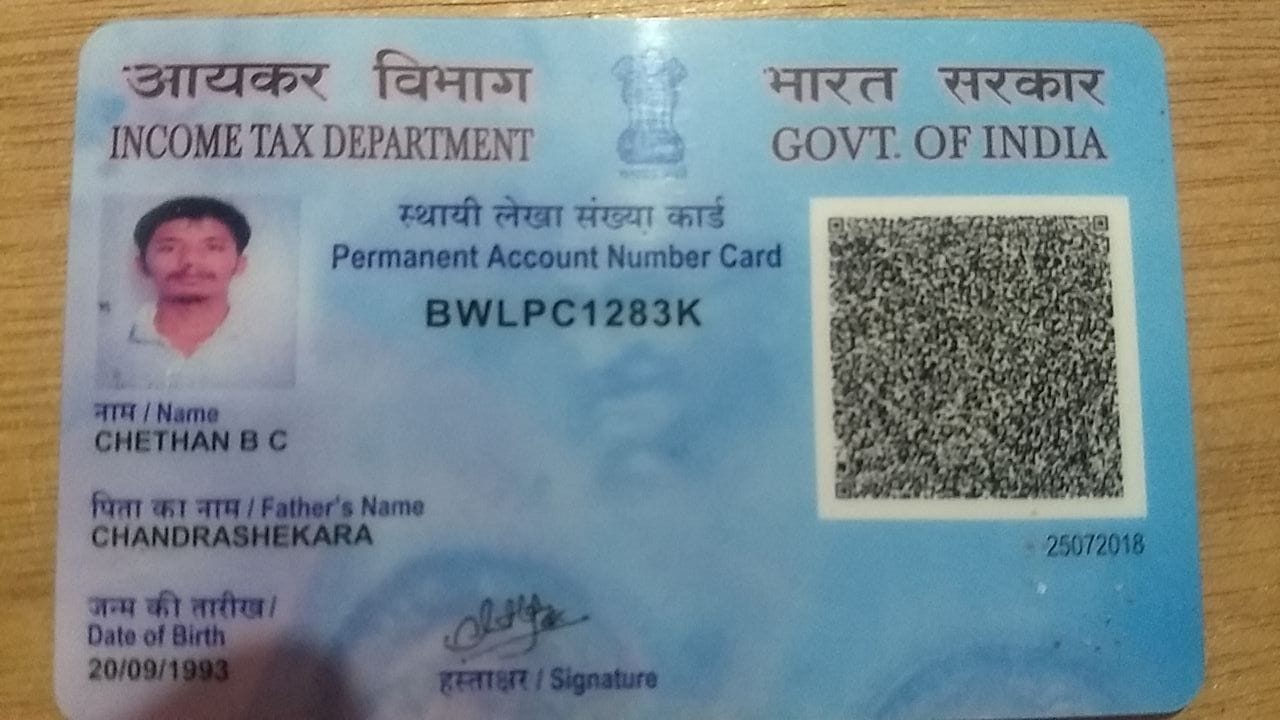 आयकर विभाग
INCOME TAX DEPARTMENT
भारत सरकार
GOVT. OF INDIA
स्थायी लेखा संख्या कार्ड
Permanent Account Number Card
BWLPC1283K
नाम / Name
CHETHAN B C
पिता का नाम / Father's Name
CHANDRASHEKARA
25072018
जन्म की तारीख/
Date of Birth
20/09/1993
हस्ताक्षर / Signature